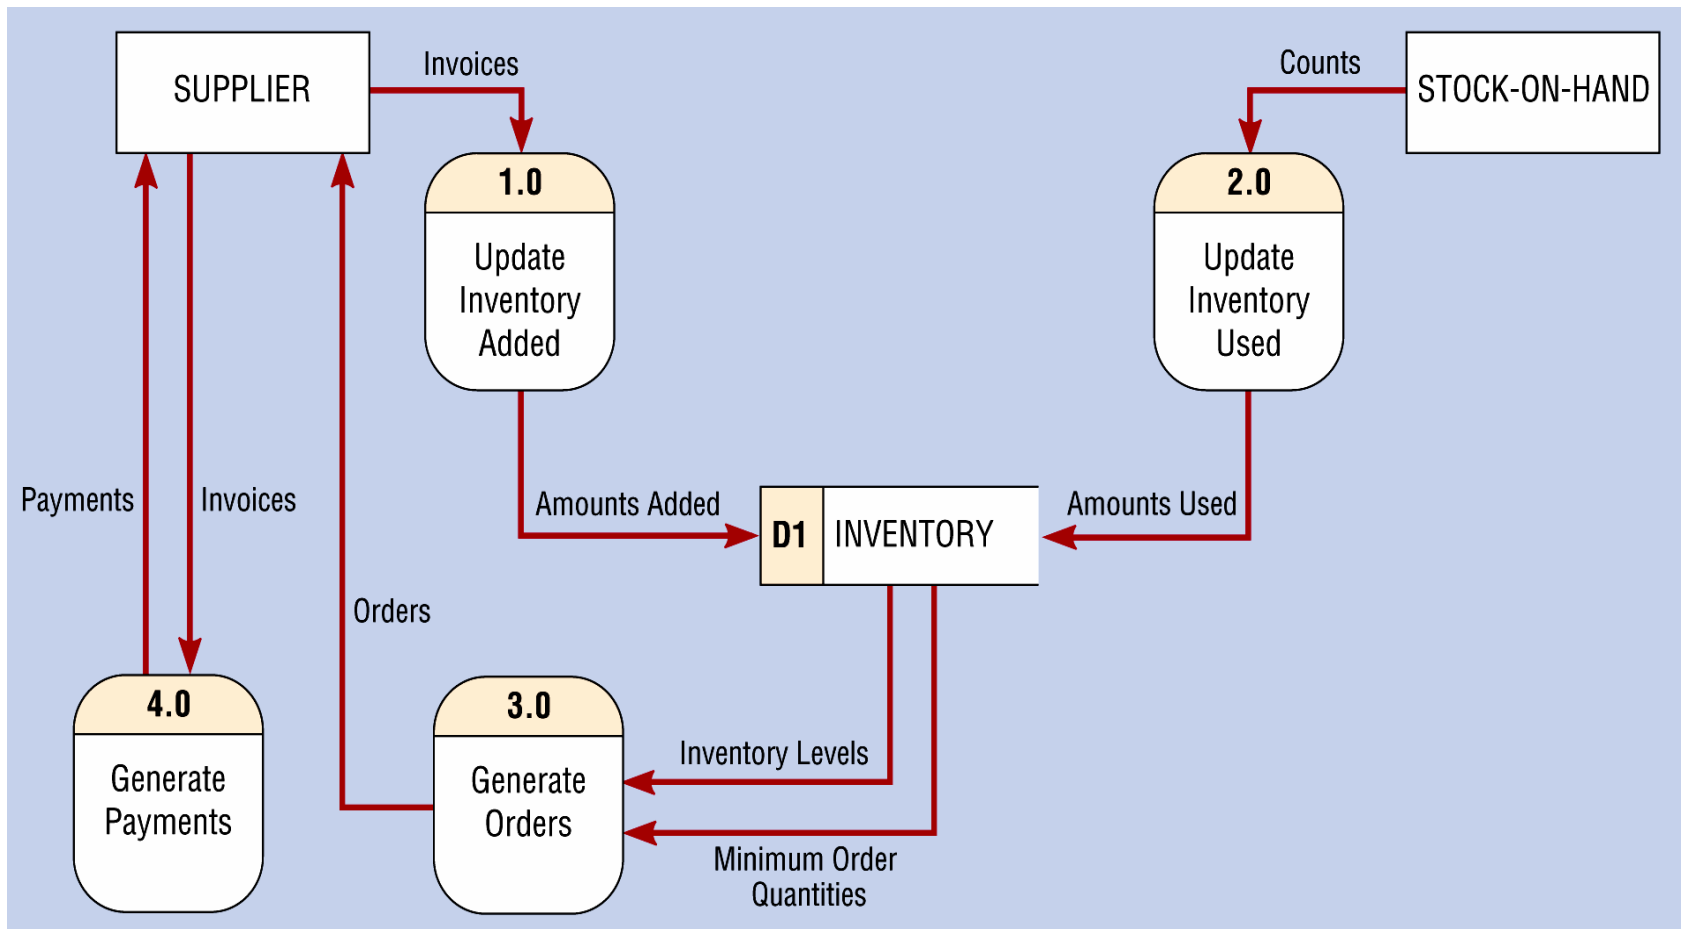 SUPPLIER
Invoices
Counts
STOCK-ON-HAND
1.0
Update
Inventory
Added
2.0
Update
Inventory
Used
Payments
Invoices
Amounts Added
D1
INVENTORY
Amounts Used
Orders
4.0
Generate
Payments
3.0
Generate
Orders
Inventory Levels
Minimum Order
Quantities